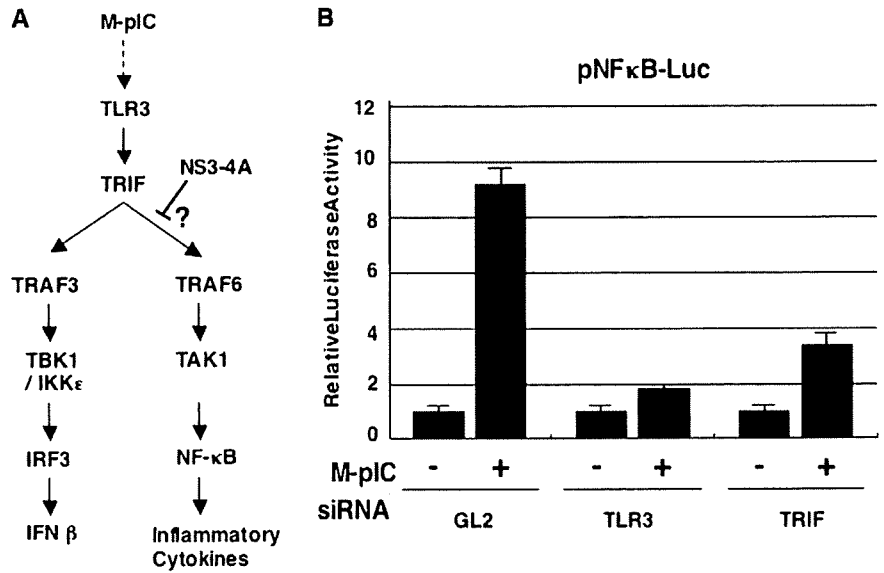 A
M-pIC
TLR3
TRIF
NS3-4A
?
TRAF3
TRAF6
TBK1
/ IKKε
TAK1
IRF3
NF-κB
IFN β
Inflammatory
Cytokines
B
pNFκB-Luc
RelativeLuciferaseActivity
12
10
8
6
4
2
0
M-pIC - + - + - +
siRNA GL2 TLR3 TRIF